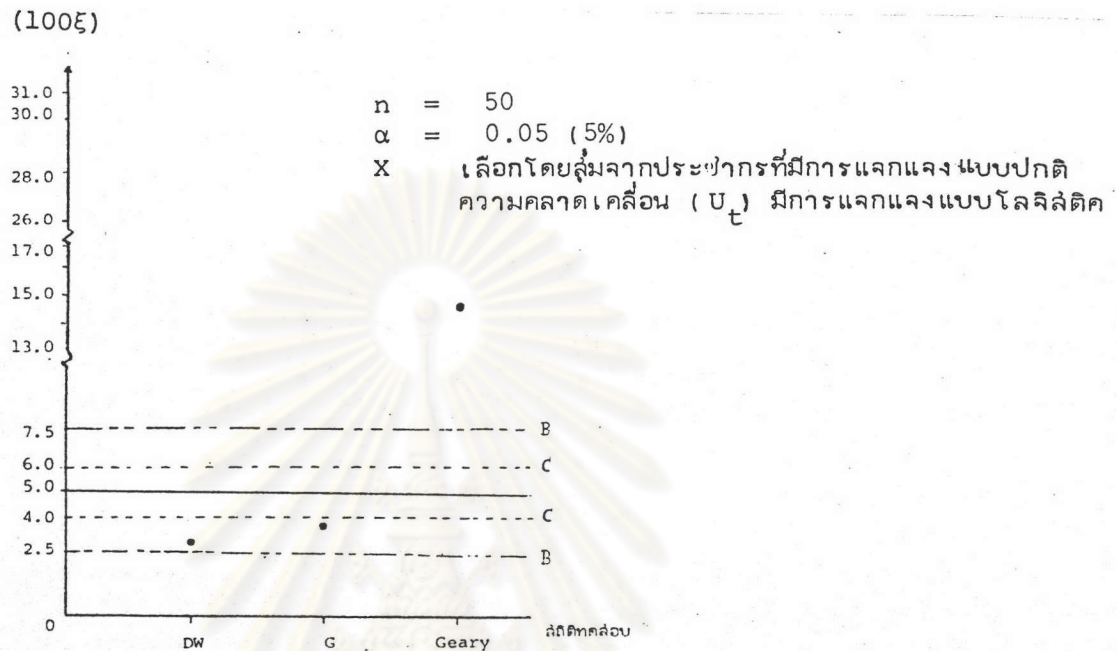 (100ξ)
31.0
30.0
28.0
26.0
17.0
15.0
13.0
7.5
6.0
5.0
4.0
2.5
0
n = 50
α = 0.05 (5%)
X เลือกโดยสุ่มจากประชากรที่มีการแจกแจงแบบปกติ
ความคลาดเคลื่อน (U_t) มีการแจกแจงแบบโลจิสติค
B
C
C
B
DW G Geary สถิติทดสอบ